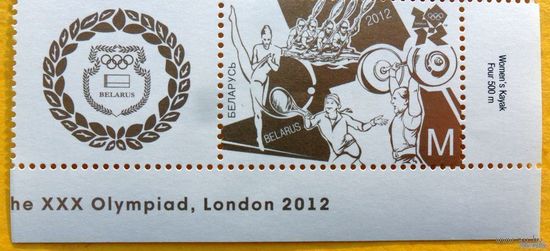 BELARUS
БЕЛАРУСЬ
2012
BELARUS
M
Women's Kayak
Four 500 m
he XXX Olympiad, London 2012